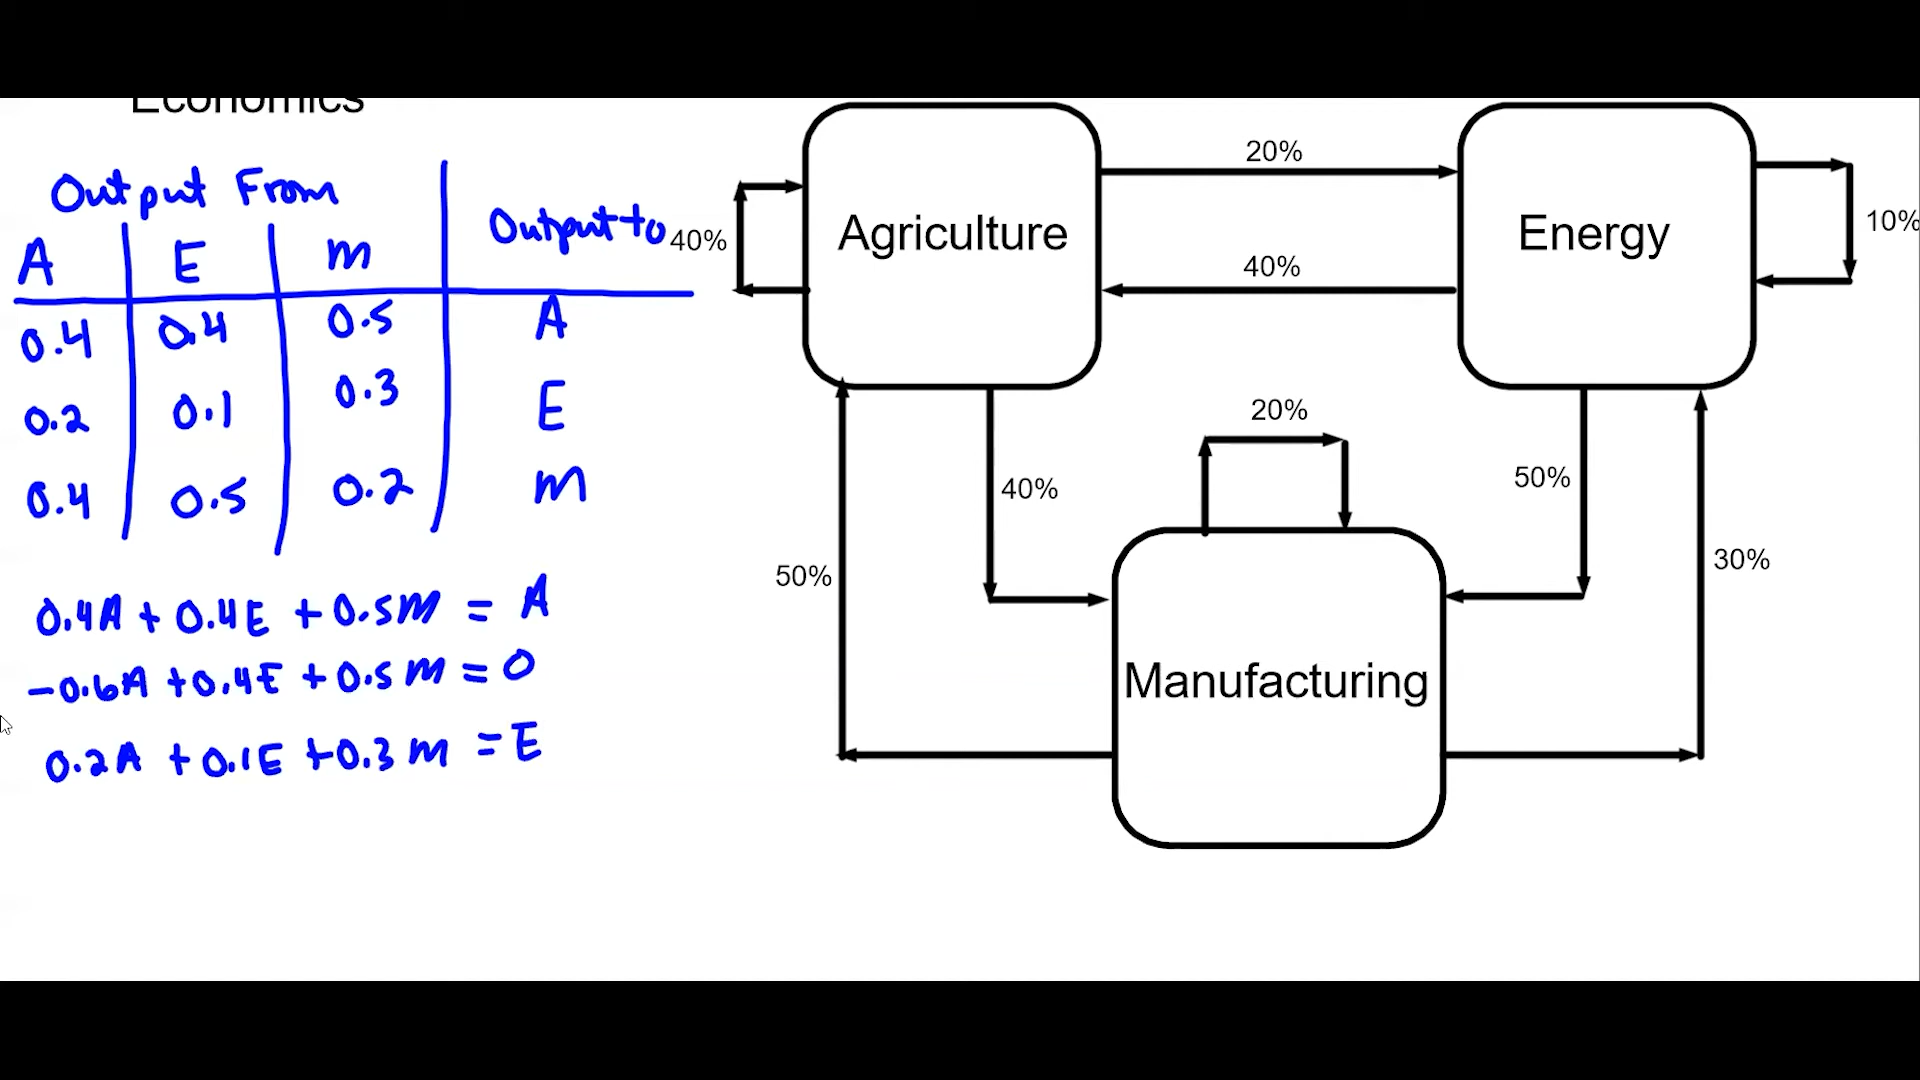 Economics
Output From
Output to
A E m
0.4 0.4 0.5 A
0.2 0.1 0.3 E
0.4 0.5 0.2 m
0.4A + 0.4E + 0.5M = A
-0.6A + 0.4E + 0.5M = 0
0.2A + 0.1E + 0.3M = E
Agriculture
Energy
Manufacturing
20%
40%
40%
10%
20%
40%
50%
50%
30%